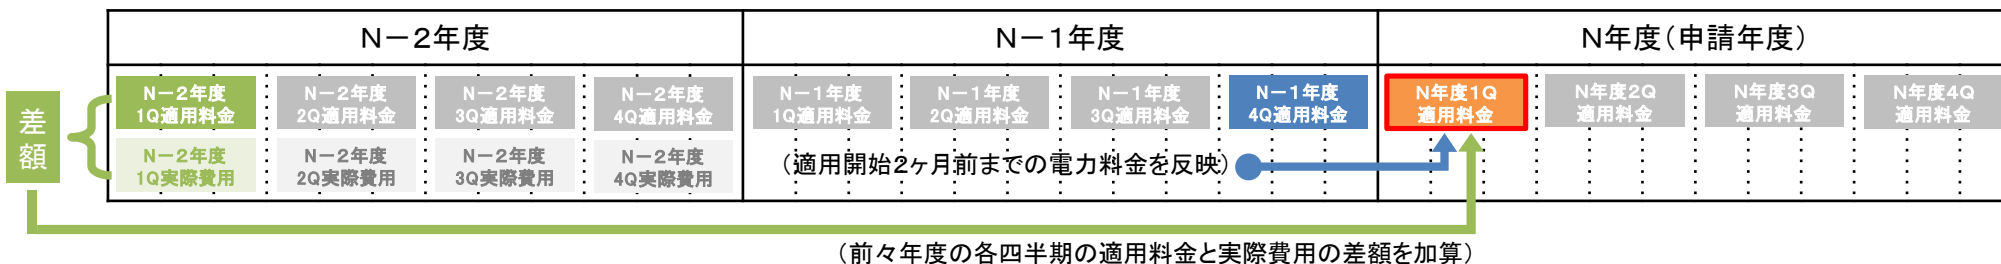 N－2年度
N－1年度
N年度（申請年度）
差
額
N－2年度
1Q適用料金
N－2年度
2Q適用料金
N－2年度
3Q適用料金
N－2年度
4Q適用料金
N－1年度
1Q適用料金
N－1年度
2Q適用料金
N－1年度
3Q適用料金
N－1年度
4Q適用料金
N年度1Q
適用料金
N年度2Q
適用料金
N年度3Q
適用料金
N年度4Q
適用料金
N－2年度
1Q実際費用
N－2年度
2Q実際費用
N－2年度
3Q実際費用
N－2年度
4Q実際費用
（適用開始2ヶ月前までの電力料金を反映）
（前々年度の各四半期の適用料金と実際費用の差額を加算）